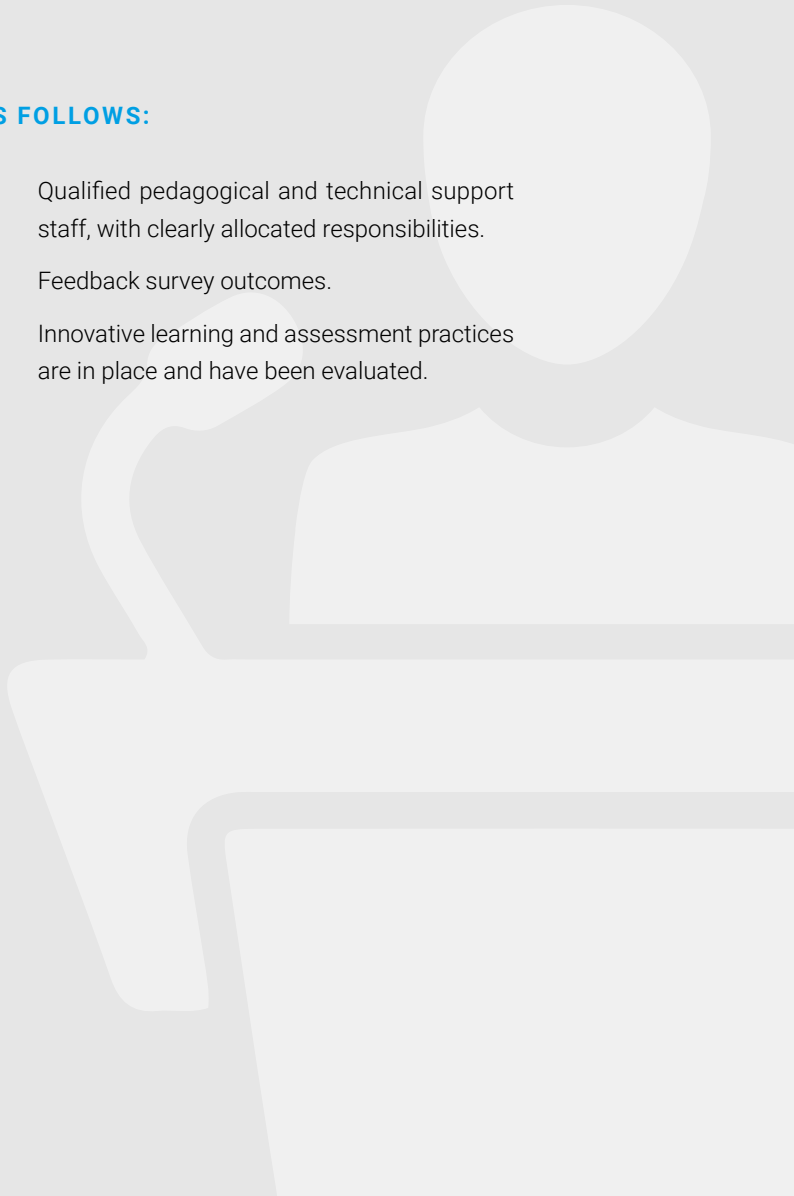 S FOLLOWS:
Qualified pedagogical and technical support
staff, with clearly allocated responsibilities.
Feedback survey outcomes.
Innovative learning and assessment practices
are in place and have been evaluated.